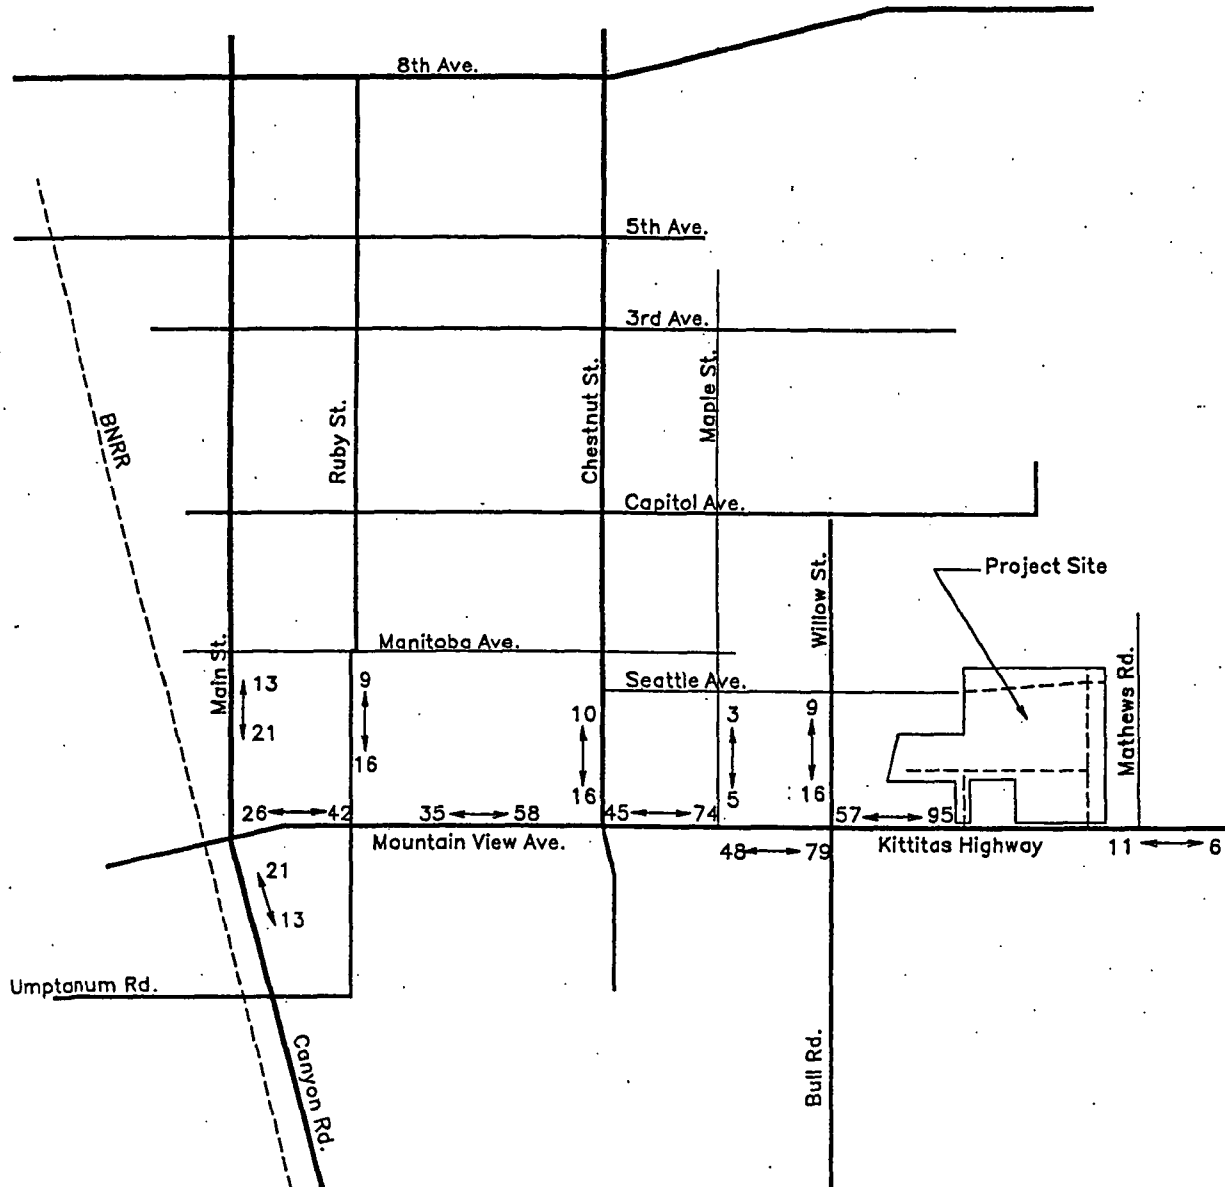 8th Ave.
5th Ave.
3rd Ave.
Maple St.
Chestnut St.
Ruby St.
BNRR
Capitol Ave.
Willow St.
Project Site
Manitoba Ave.
Main St.
Seattle Ave.
Mathews Rd.
13
21
9
16
10
16
3
5
9
16
26 42
35 58
45 74
57 95
Mountain View Ave.
48 79
Kittitas Highway
11 6
21
13
Umptanum Rd.
Canyon Rd.
Bull Rd.